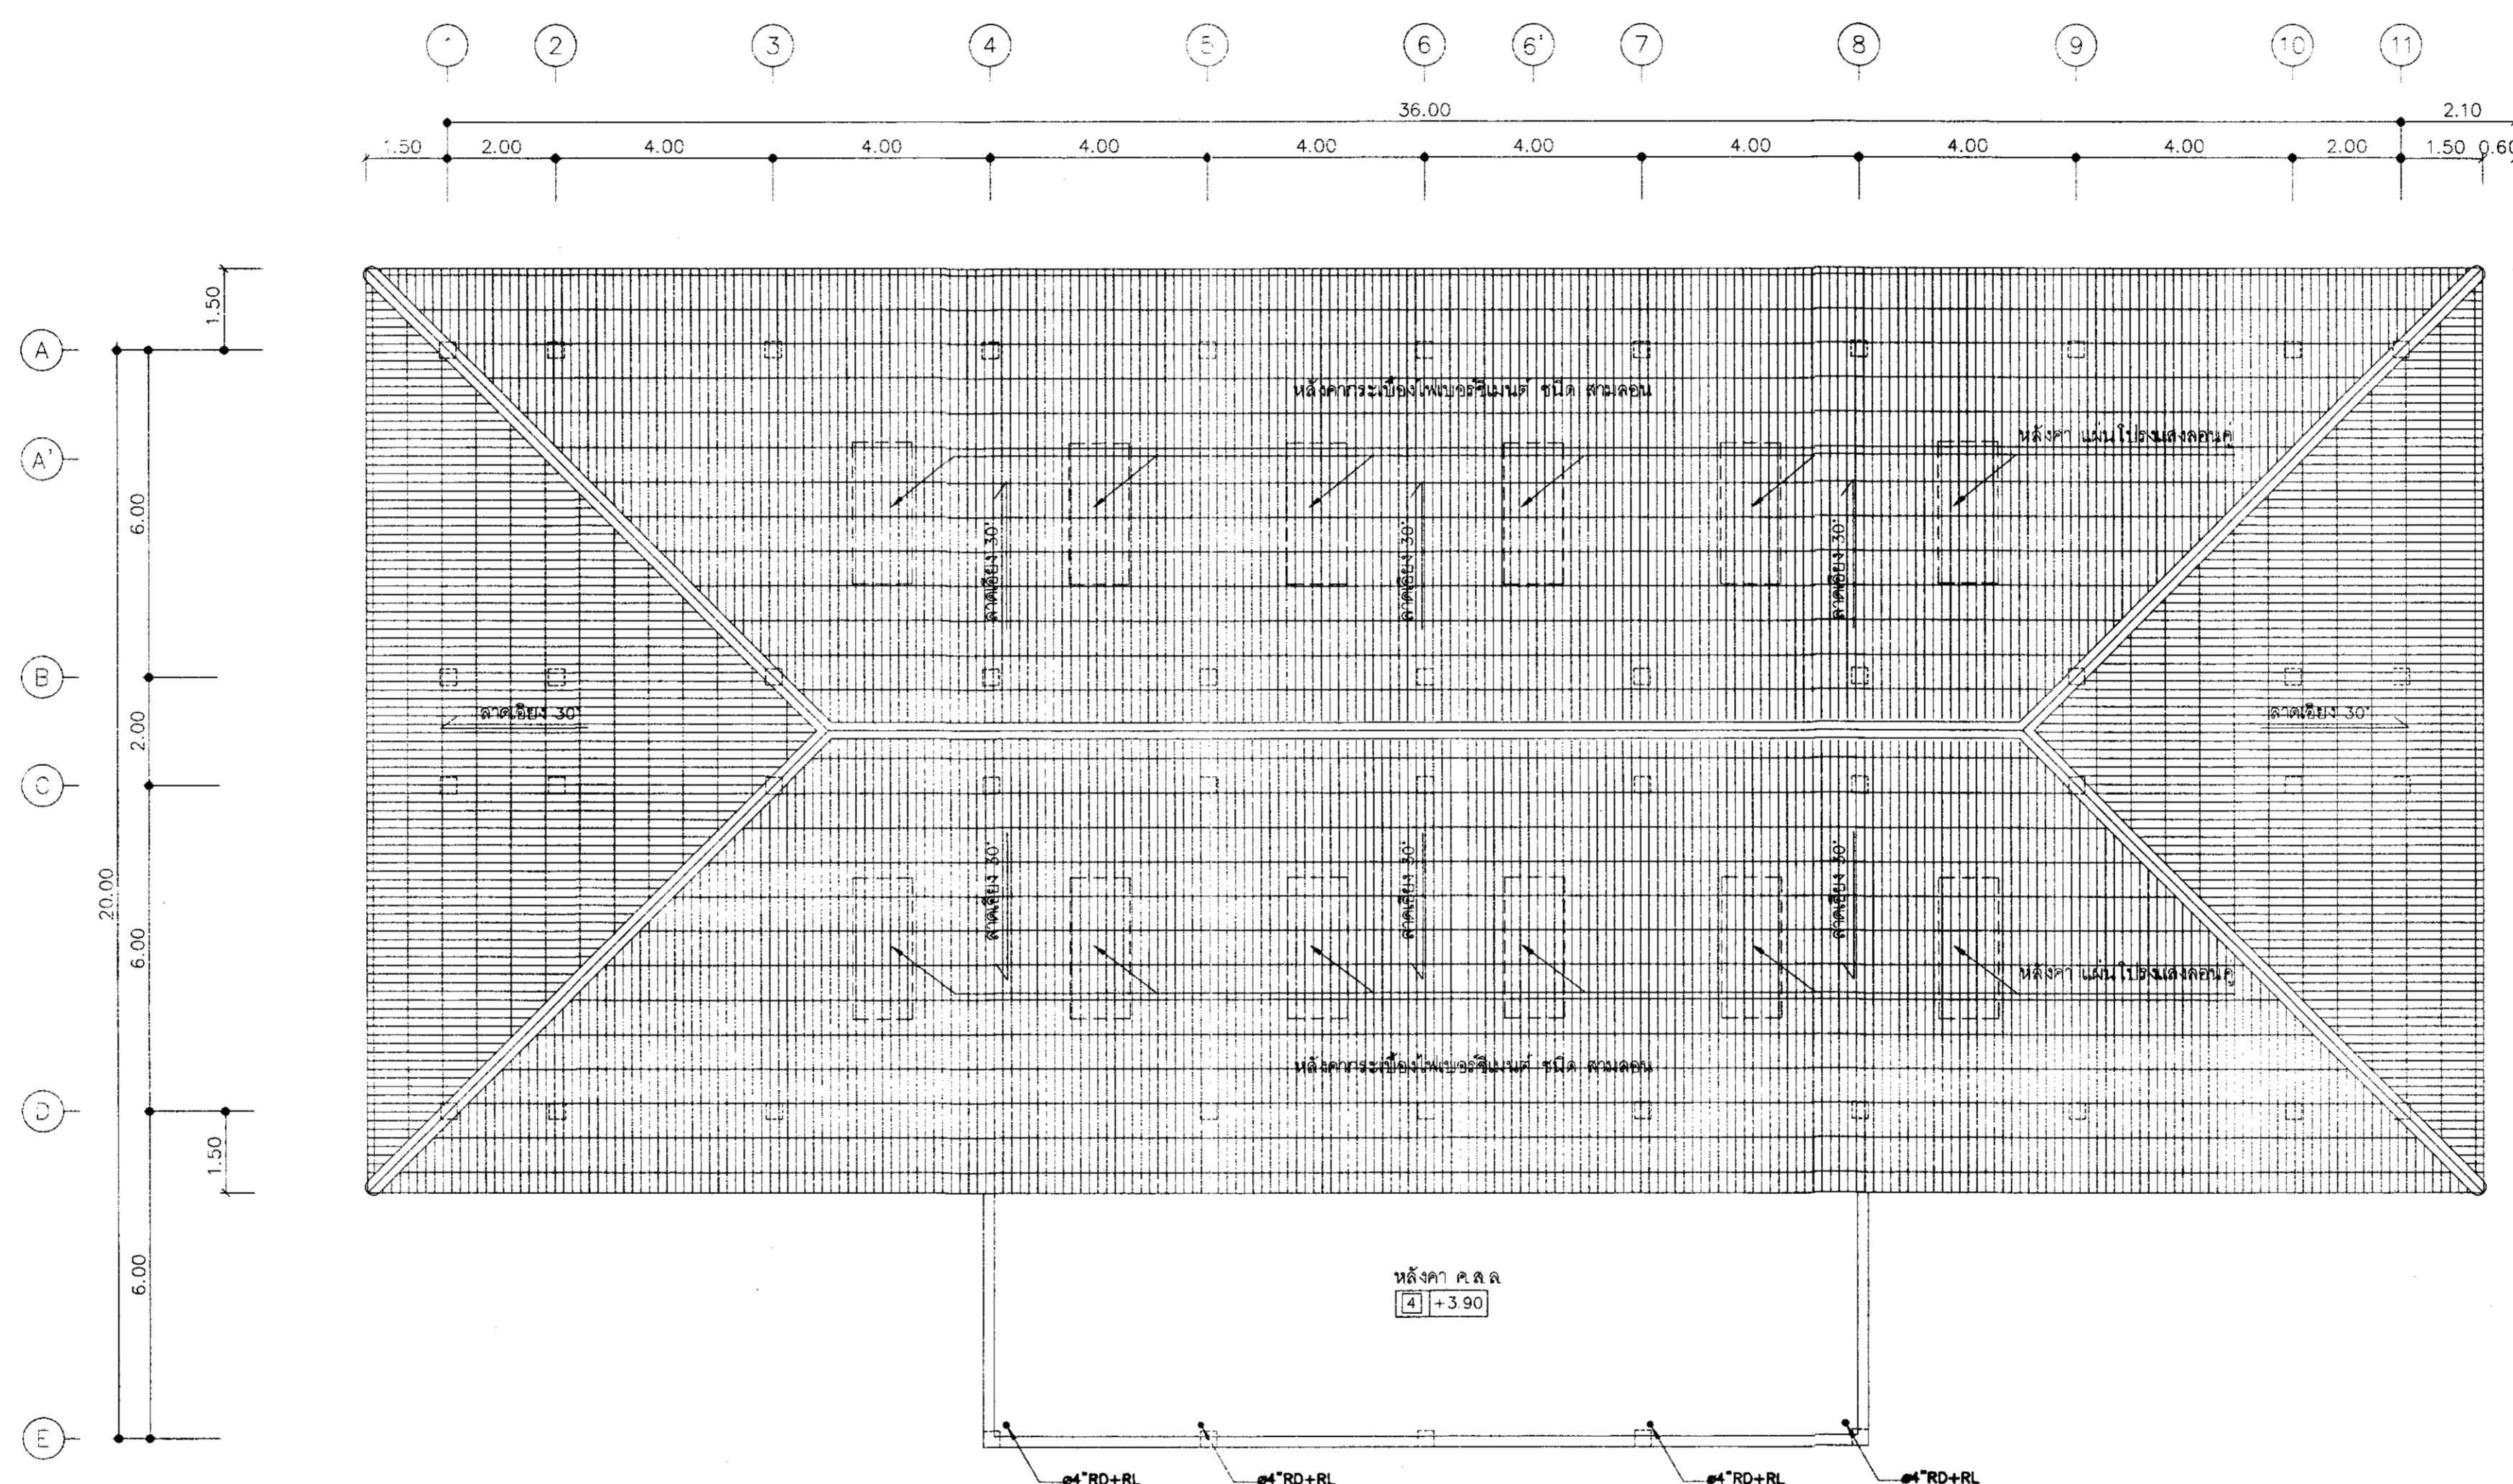 1 2 3 4 5 6 6' 7 8 9 10 11
36.00 2.10
1.50 2.00 4.00 4.00 4.00 4.00 4.00 4.00 4.00 4.00 2.00 1.50 0.60
1.50
A
หลังคากระเบื้องไฟเบอร์ซีเมนต์ ชนิด สามลอน
หลังคา แผ่นโปรงแสงลอนคู่
A'
6.00
ลาดเอียง 30°
ลาดเอียง 30°
ลาดเอียง 30°
B
ลาดเอียง 30°
ลาดเอียง 30°
2.00
C
20.00
6.00
ลาดเอียง 30°
ลาดเอียง 30°
ลาดเอียง 30°
หลังคา แผ่นโปรงแสงลอนคู่
หลังคากระเบื้องไฟเบอร์ซีเมนต์ ชนิด สามลอน
D
1.50
6.00
หลังคา ค.ส.ล
4 +3.90
E
ø4"RD+RL ø4"RD+RL ø4"RD+RL ø4"RD+RL